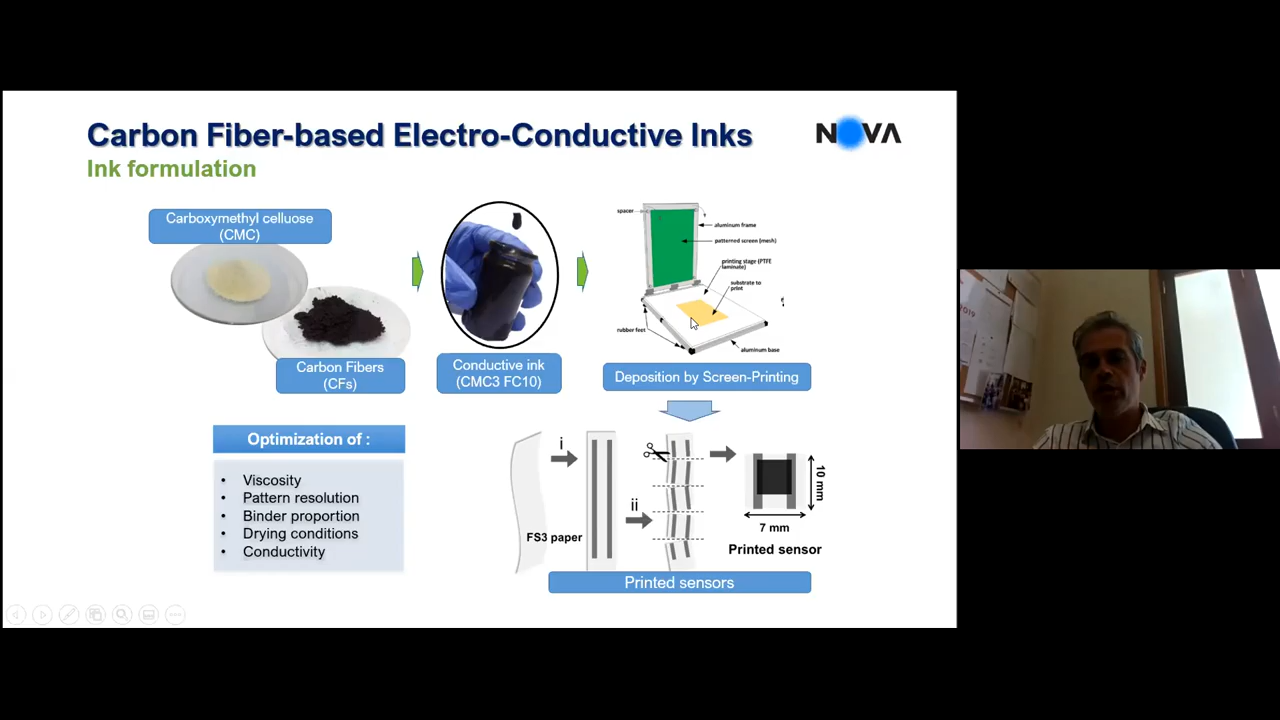 Carbon Fiber-based Electro-Conductive Inks
NOVA
Ink formulation
Carboxymethyl celluose
(CMC)
Carbon Fibers
(CFs)
Conductive ink
(CMC3 FC10)
spacer
aluminum frame
patterned screen (mesh)
printing stage (PTFE
laminate)
substrate to
print
rubber feet
aluminum base
Deposition by Screen-Printing
Optimization of :
• Viscosity
• Pattern resolution
• Binder proportion
• Drying conditions
• Conductivity
FS3 paper
i
ii
10 mm
7 mm
Printed sensor
Printed sensors